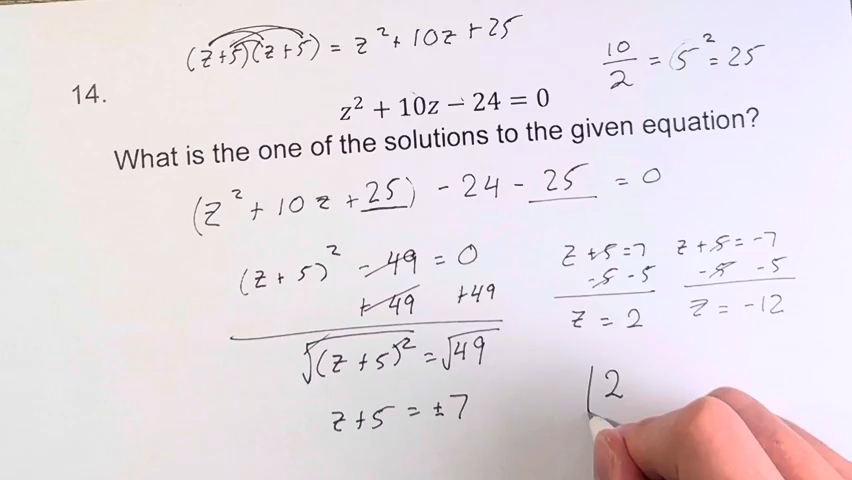 (z+5)(z+5) = z² + 10z + 25
10/2 = 5² = 25
14.
z² + 10z − 24 = 0
What is the one of the solutions to the given equation?
(z² + 10z + 25) - 24 - 25 = 0
(z + 5)² - 49 = 0
+ 49 +49
√(z + 5)² = √49
z + 5 = ± 7
z + 5 = 7
-5 -5
z = 2
z + 5 = -7
-5 -5
z = -12
2